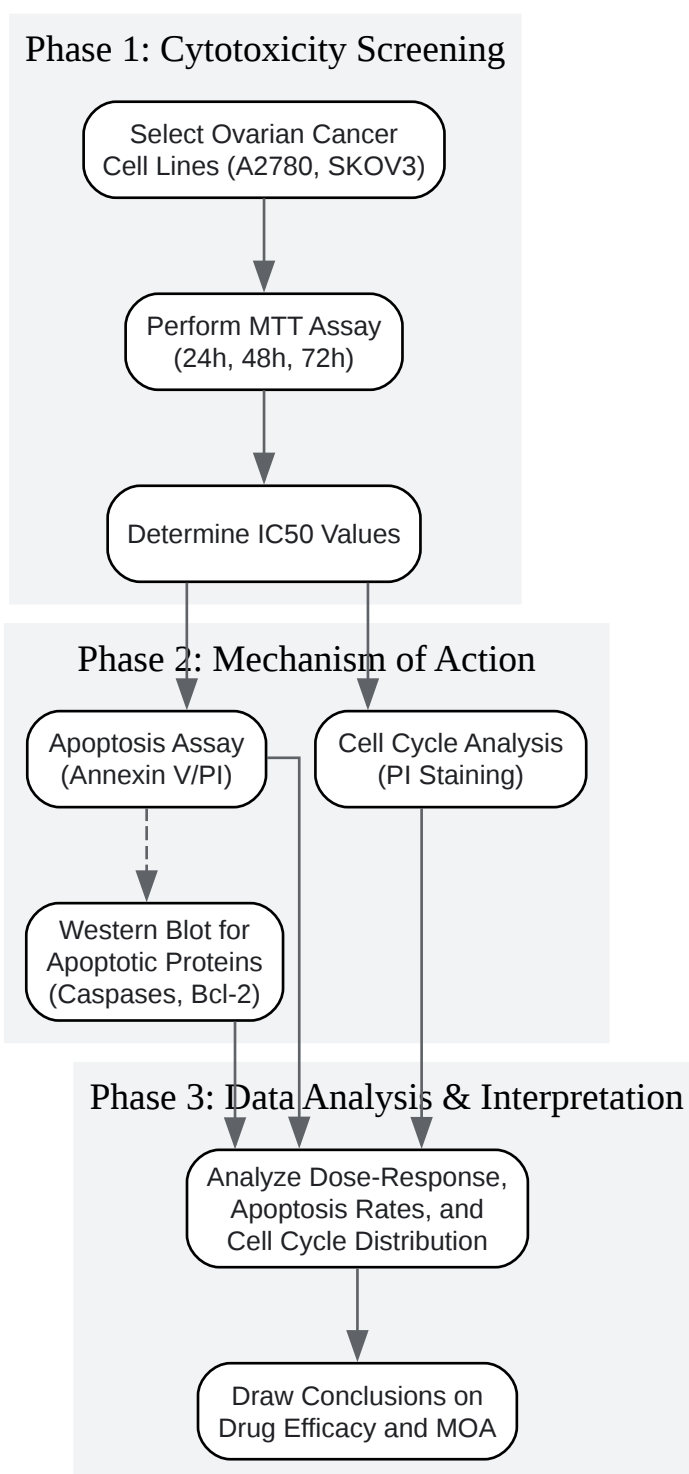 Phase 1: Cytotoxicity Screening
Select Ovarian Cancer
Cell Lines (A2780, SKOV3)
Perform MTT Assay
(24h, 48h, 72h)
Determine IC50 Values
Phase 2: Mechanism of Action
Apoptosis Assay
(Annexin V/PI)
Cell Cycle Analysis
(PI Staining)
Western Blot for
Apoptotic Proteins
(Caspases, Bcl-2)
Phase 3: Data Analysis & Interpretation
Analyze Dose-Response,
Apoptosis Rates, and
Cell Cycle Distribution
Draw Conclusions on
Drug Efficacy and MOA